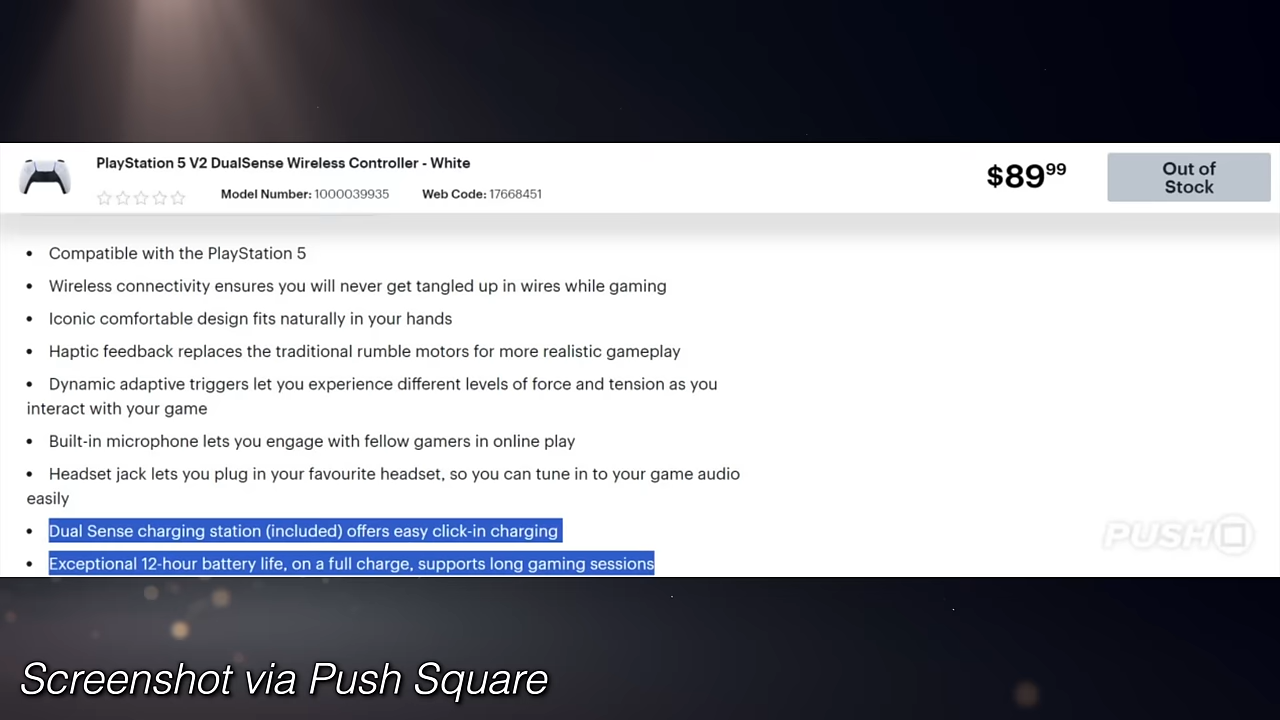 PlayStation 5 V2 DualSense Wireless Controller - White
Model Number: 1000039935 Web Code: 17668451
$89⁹⁹
Out of
Stock
• Compatible with the PlayStation 5
• Wireless connectivity ensures you will never get tangled up in wires while gaming
• Iconic comfortable design fits naturally in your hands
• Haptic feedback replaces the traditional rumble motors for more realistic gameplay
• Dynamic adaptive triggers let you experience different levels of force and tension as you
interact with your game
• Built-in microphone lets you engage with fellow gamers in online play
• Headset jack lets you plug in your favourite headset, so you can tune in to your game audio
easily
• Dual Sense charging station (included) offers easy click-in charging
• Exceptional 12-hour battery life, on a full charge, supports long gaming sessions
PUSH
Screenshot via Push Square